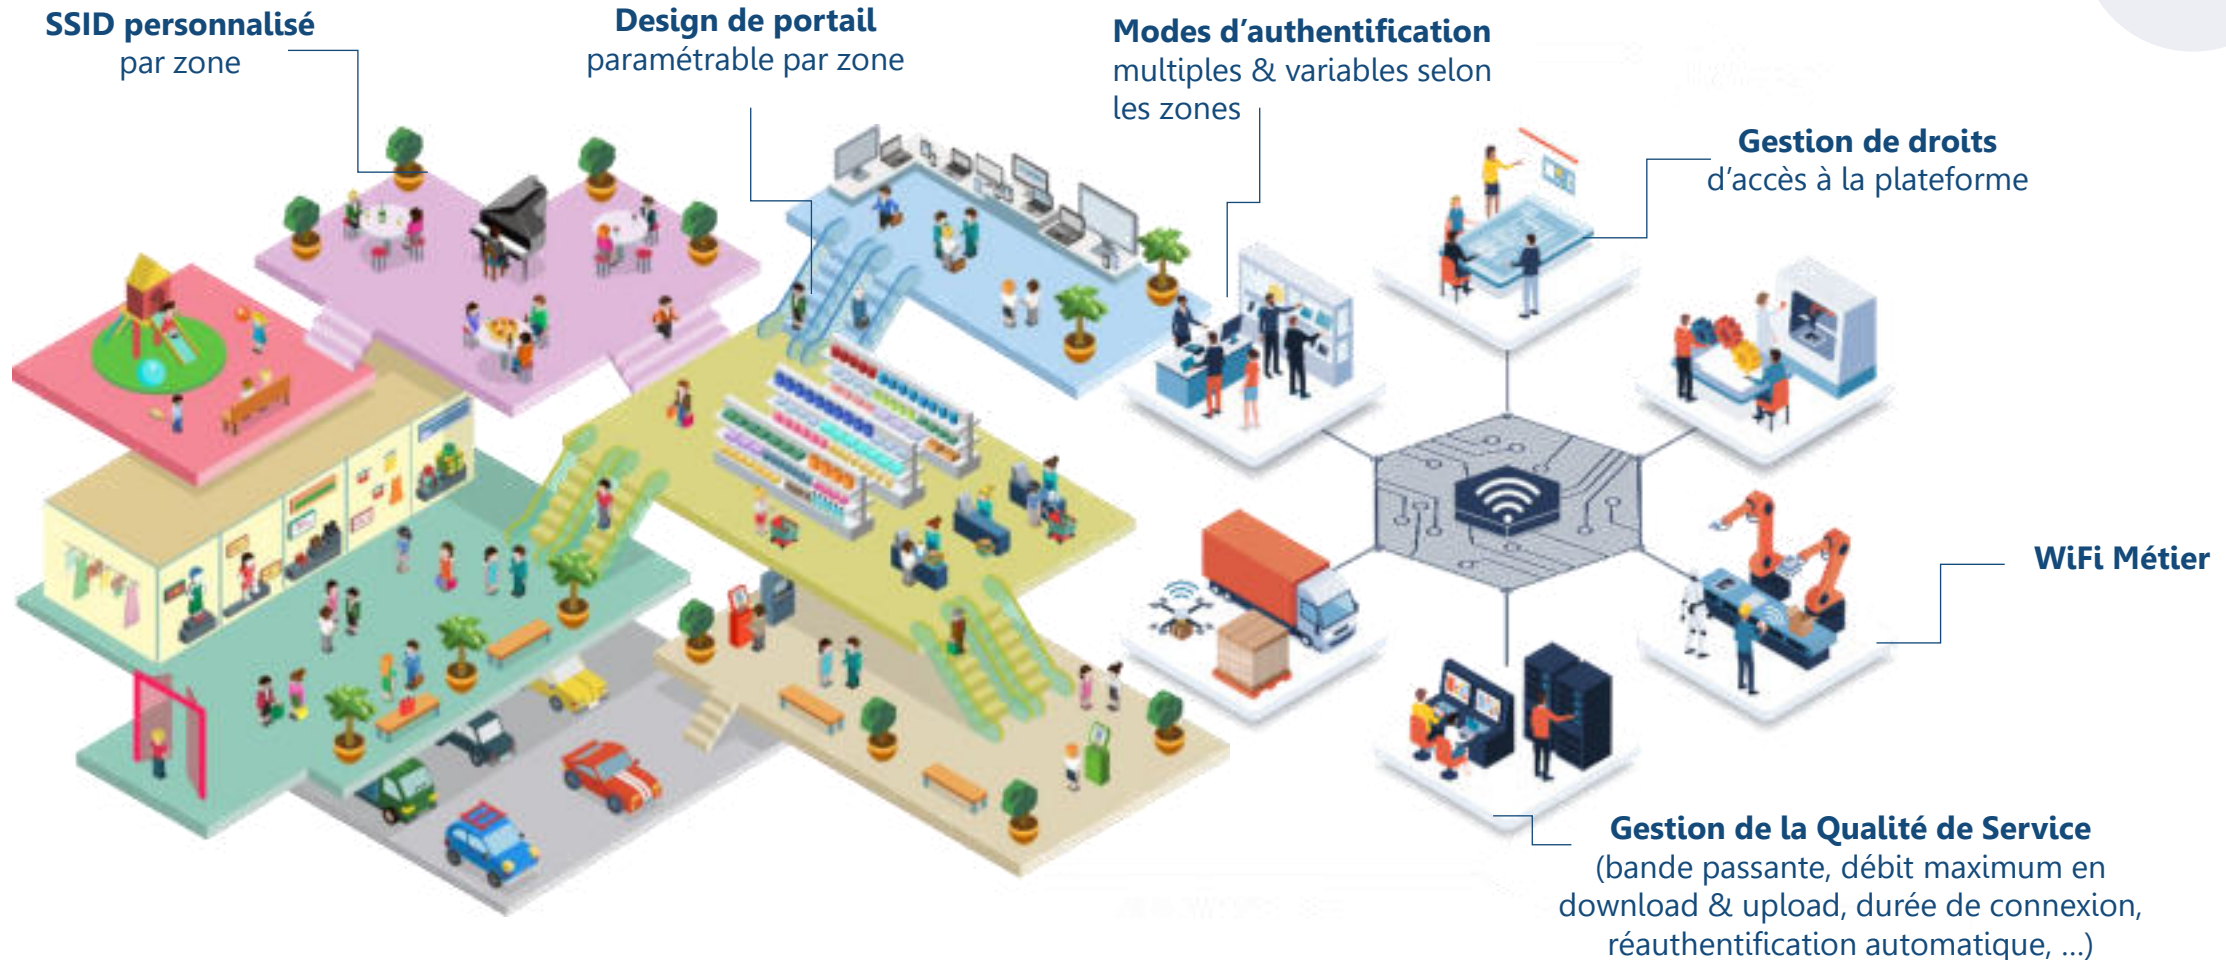 SSID personnalisé
par zone
Design de portail
paramétrable par zone
Modes d’authentification
multiples & variables selon
les zones
Gestion de droits
d’accès à la plateforme
WiFi Métier
Gestion de la Qualité de Service
(bande passante, débit maximum en
download & upload, durée de connexion,
réauthentification automatique, ...)